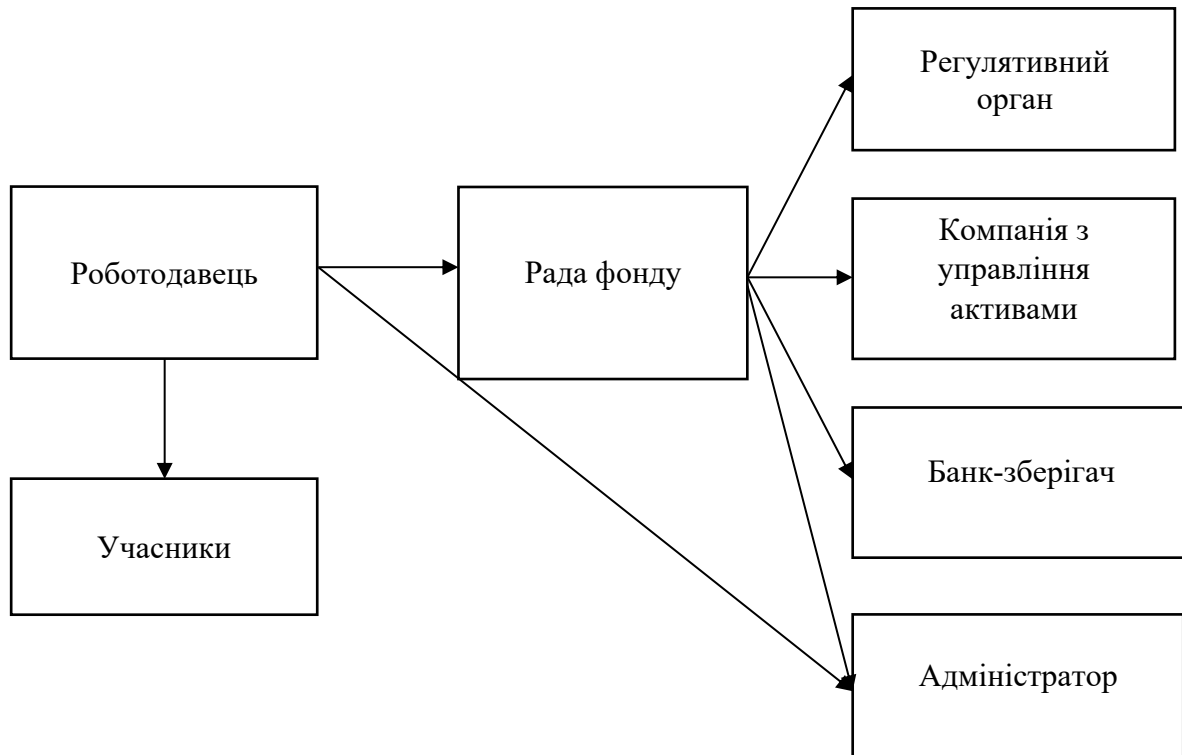 Регулятивний
орган
Роботодавець
Рада фонду
Компанія з
управління
активами
Учасники
Банк-зберігач
Адміністратор